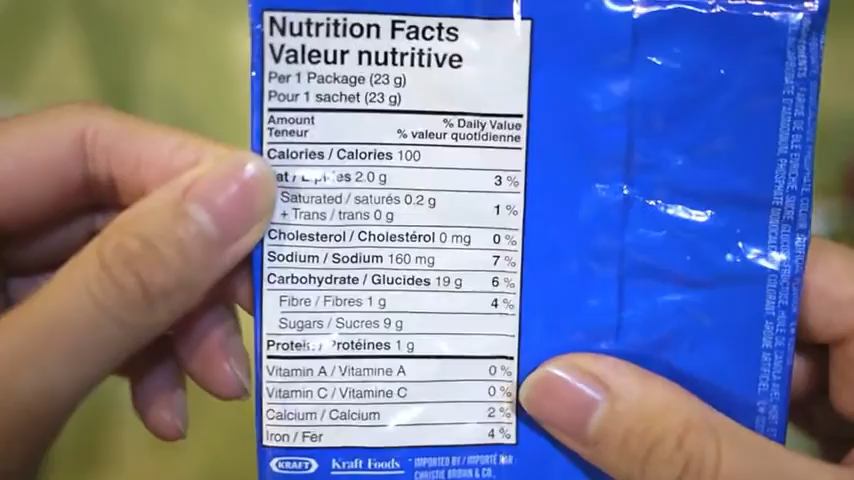 Nutrition Facts
Valeur nutritive
Per 1 Package (23 g)
Pour 1 sachet (23 g)
Amount % Daily Value
Teneur % valeur quotidienne
Calories / Calories 100
at / L p des 2.0 g 3 %
Saturated / saturés 0.2 g 1 %
+ Trans / trans 0 g
Cholesterol / Cholestérol 0 mg 0 %
Sodium / Sodium 160 mg 7 %
Carbohydrate / Glucides 19 g 6 %
Fibre / Fibres 1 g 4 %
Sugars / Sucres 9 g
Protein / Protéines 1 g
Vitamin A / Vitamine A 0 %
Vitamin C / Vitamine C 0 %
Calcium / Calcium 2 %
Iron / Fer 4 %
KRAFT Kraft Foods IMPORTED BY / IMPORTÉ PAR
CHRISTIE BROWN & CO.